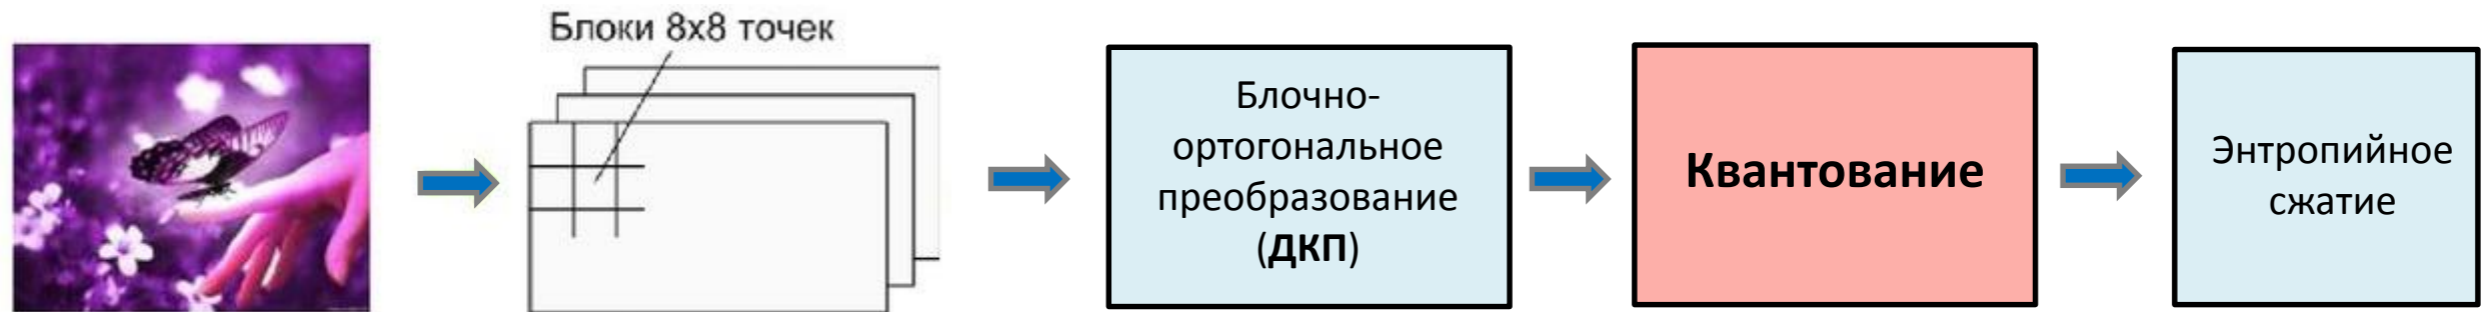 Блоки 8x8 точек
Блочно-
ортогональное
преобразование
(ДКП)
Квантование
Энтропийное
сжатие